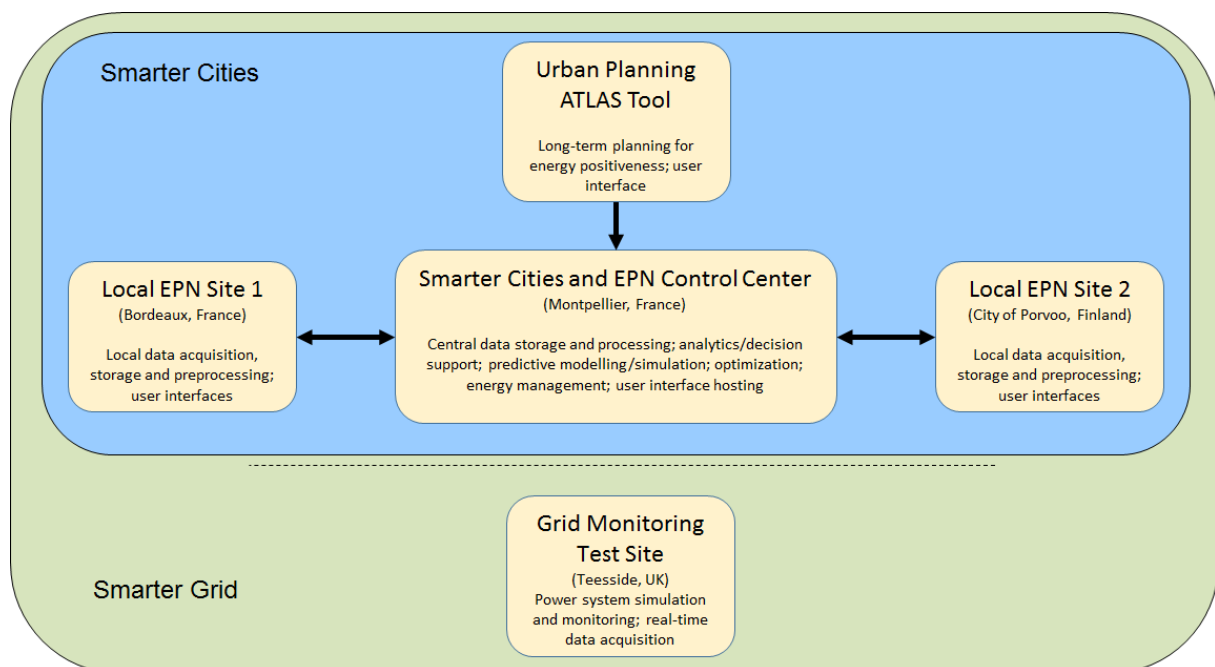 Smarter Cities
Urban Planning
ATLAS Tool
Long-term planning for
energy positiveness; user
interface
Local EPN Site 1
(Bordeaux, France)
Local data acquisition,
storage and preprocessing;
user interfaces
Smarter Cities and EPN Control Center
(Montpellier, France)
Central data storage and processing; analytics/decision
support; predictive modelling/simulation; optimization;
energy management; user interface hosting
Local EPN Site 2
(City of Porvoo, Finland)
Local data acquisition,
storage and preprocessing;
user interfaces
Grid Monitoring
Test Site
(Teesside, UK)
Power system simulation
and monitoring; real-time
data acquisition
Smarter Grid